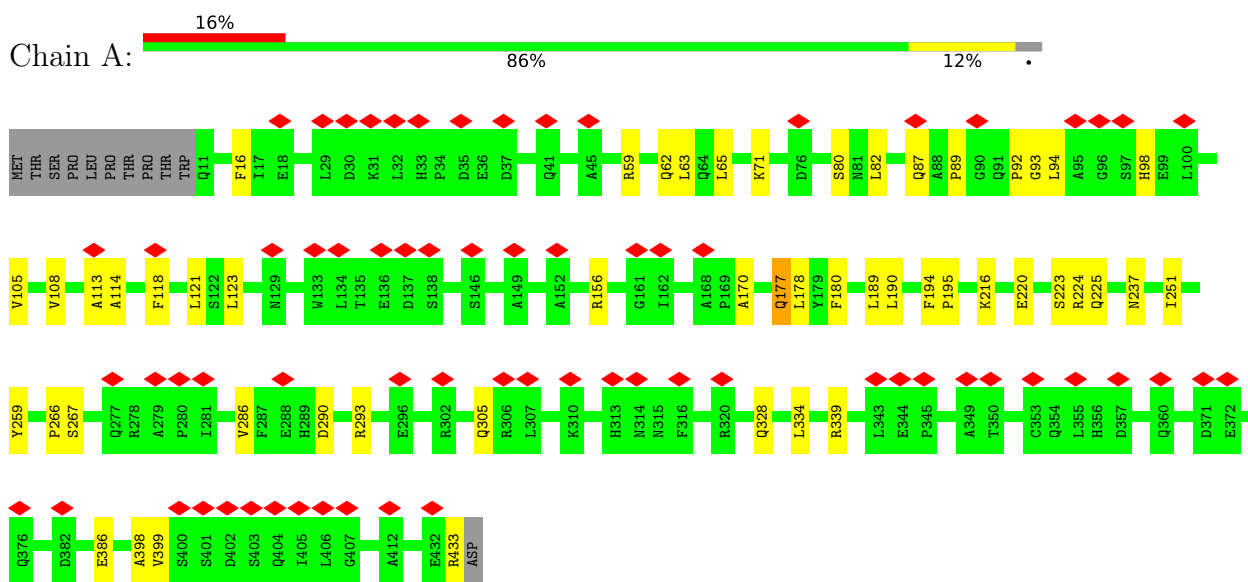 16%
Chain A:
86% 12% •
MET THR SER PRO LEU PRO THR PRO THR TRP Q11 F16 I17 E18 L29 D30 K31 L32 H33 P34 D35 E36 D37 Q41 A45 R59 Q62 L63 Q64 L65 K71 D76 S80 N81 L82 Q87 A88 P89 G90 Q91 P92 G93 L94 A95 G96 S97 H98 E99 L100
V105 V108 A113 A114 F118 L121 S122 L123 N129 W133 L134 T135 E136 D137 S138 S146 A149 A152 R156 G161 I162 A168 P169 A170 Q177 L178 Y179 F180 L189 L190 F194 P195 K216 E220 S223 R224 Q225 N237 I251
Y259 P266 S267 Q277 R278 A279 P280 I281 V286 F287 E288 H289 D290 R293 E296 R302 Q305 R306 L307 K310 H313 N314 N315 F316 R320 Q328 L334 R339 L343 E344 P345 A349 T350 C353 Q354 L355 H356 D357 Q360 D371 E372
Q376 D382 E386 A398 V399 S400 S401 D402 S403 Q404 I405 L406 G407 A412 E432 R433 ASP